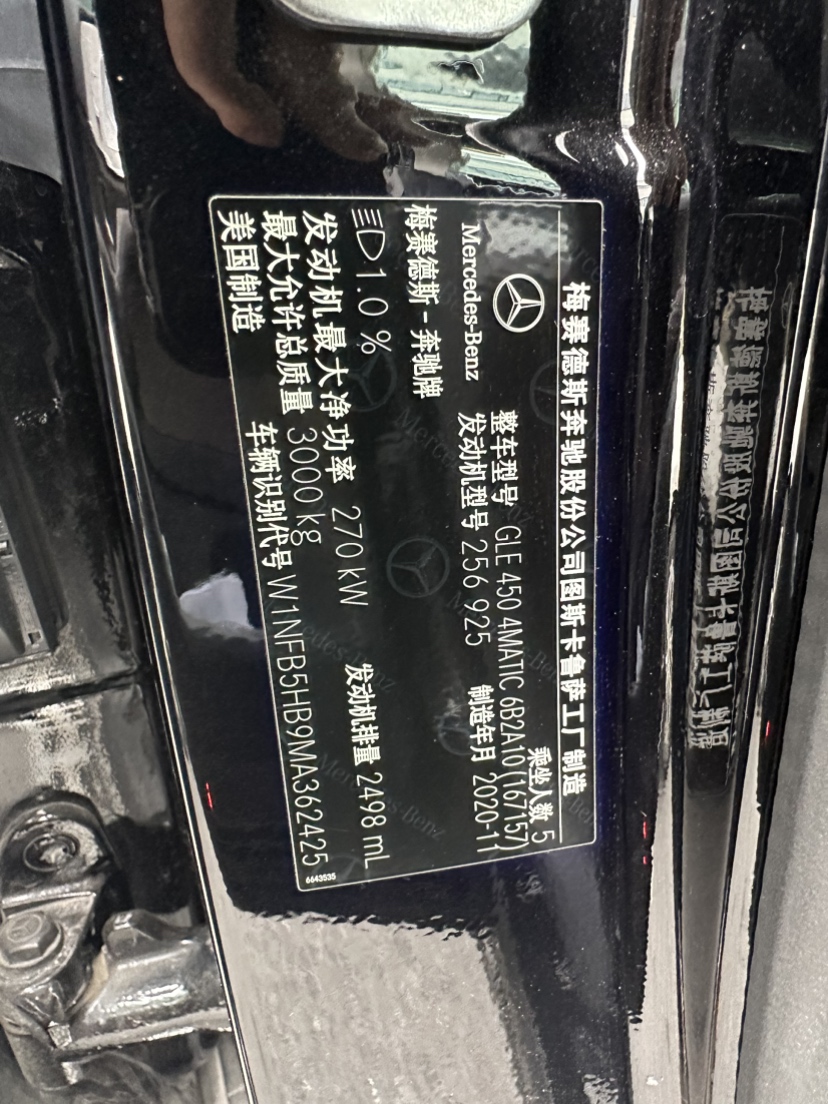 梅赛德斯奔驰股份公司图斯卡鲁萨工厂制造
乘坐人数 5
整车型号 GLE 450 4MATIC 6B2A10 (167157)
Mercedes-Benz
发动机型号 256 925 制造年月 2020-11
梅赛德斯-奔驰牌
1.0 %
发动机最大净功率 270 kW 发动机排量 2498 mL
最大允许总质量 3000 kg
美国制造 车辆识别代号 W1NFB5HB9MA362425
6643535